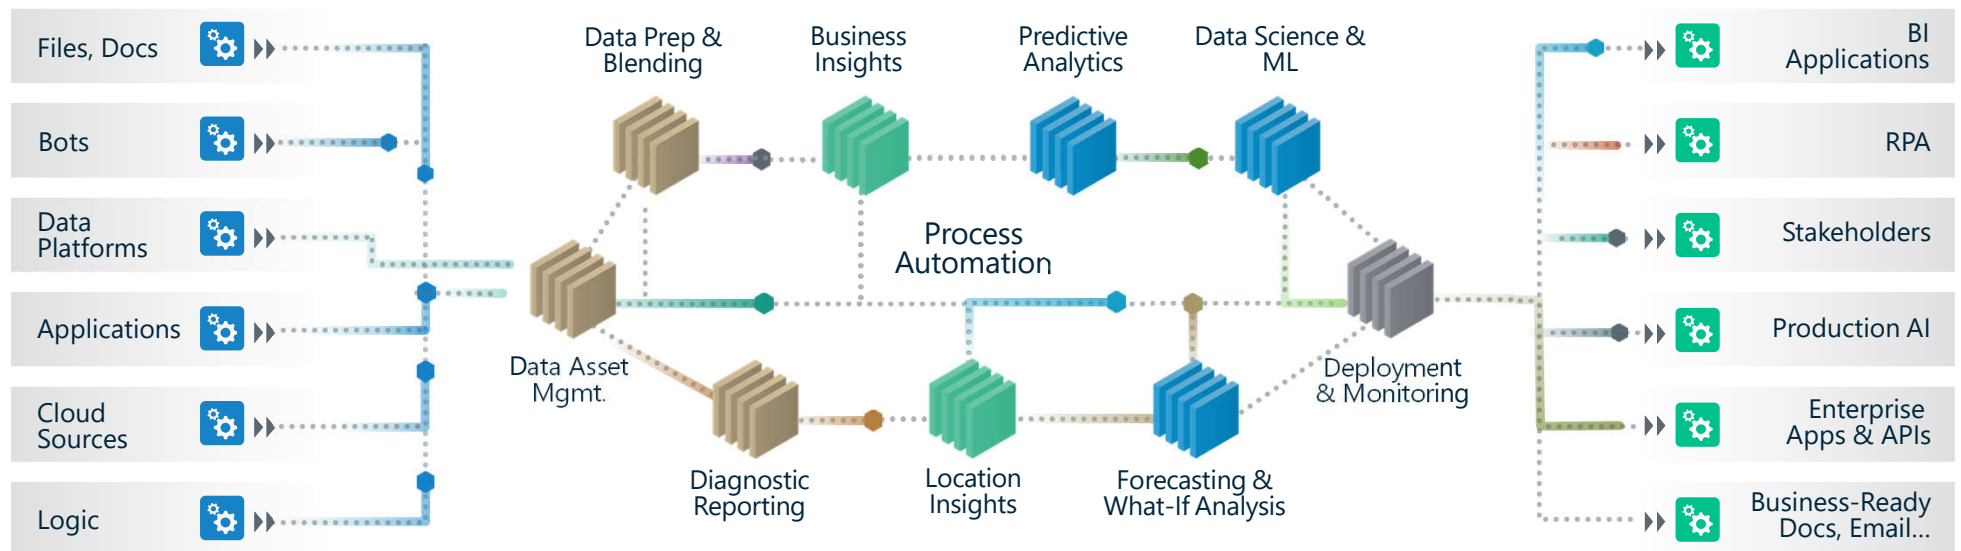 Files, Docs
Bots
Data
Platforms
Applications
Cloud
Sources
Logic
Data Prep &
Blending
Business
Insights
Predictive
Analytics
Data Science &
ML
Process
Automation
Data Asset
Mgmt.
Deployment
& Monitoring
Diagnostic
Reporting
Location
Insights
Forecasting &
What-If Analysis
BI
Applications
RPA
Stakeholders
Production AI
Enterprise
Apps & APIs
Business-Ready
Docs, Email...